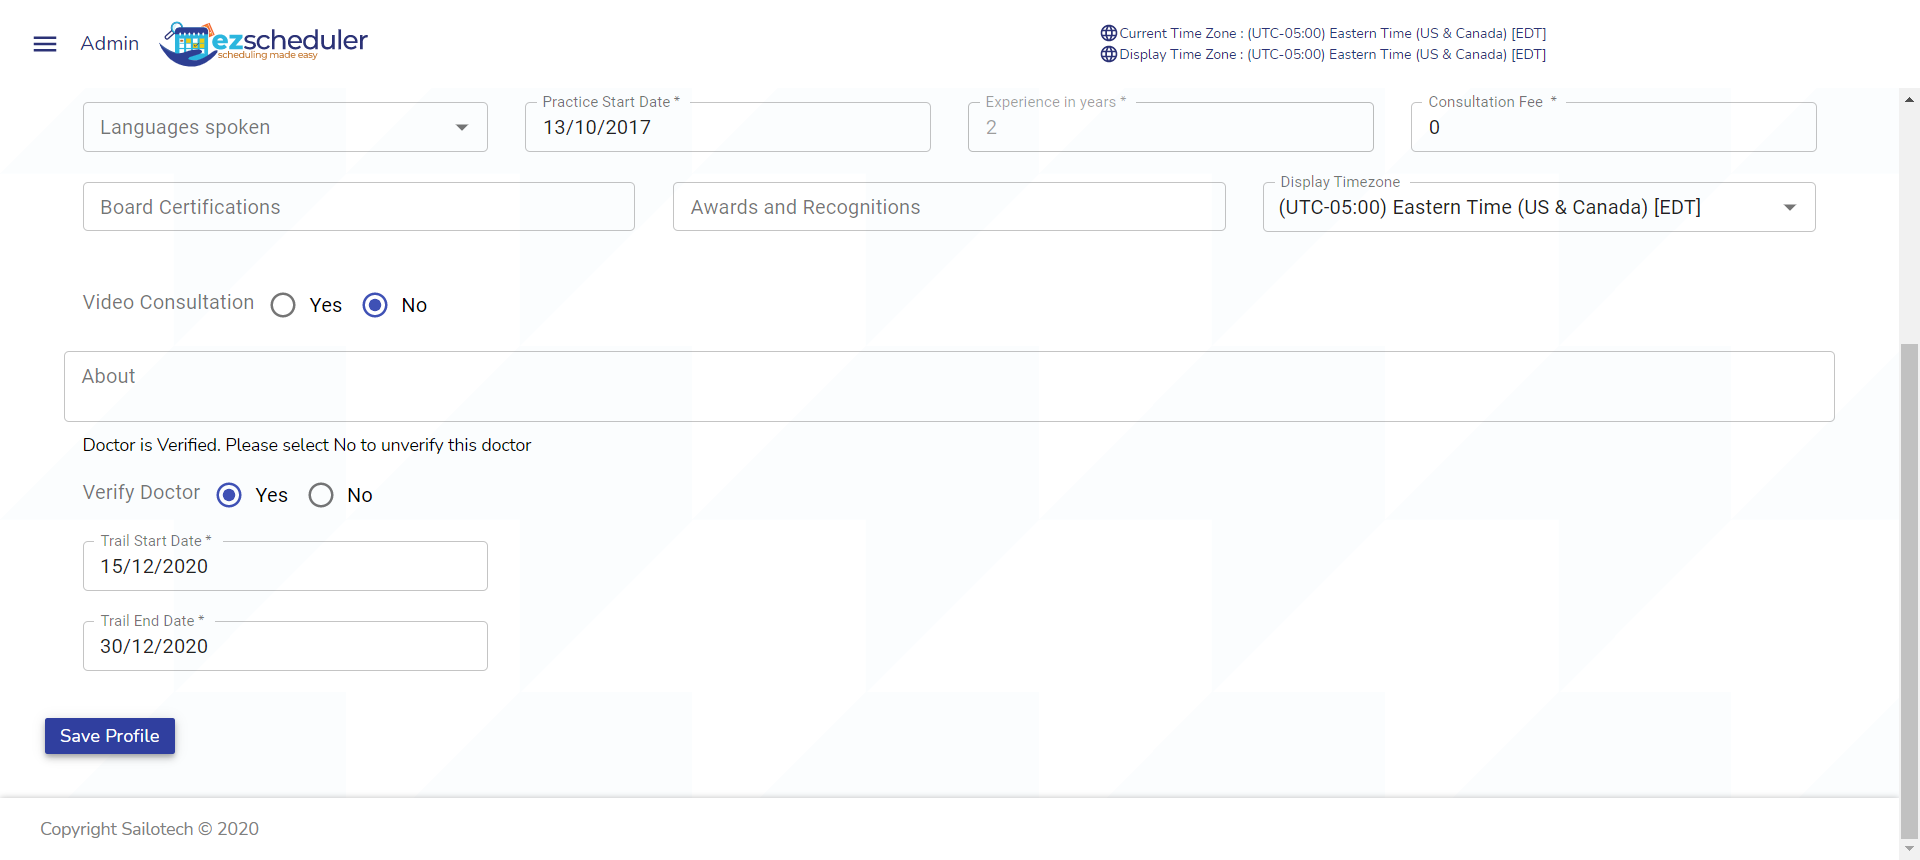 Admin
ezscheduler
scheduling made easy
Current Time Zone : (UTC-05:00) Eastern Time (US & Canada) [EDT]
Display Time Zone : (UTC-05:00) Eastern Time (US & Canada) [EDT]
Languages spoken
Practice Start Date *
13/10/2017
Experience in years *
2
Consultation Fee *
0
Board Certifications
Awards and Recognitions
Display Timezone
(UTC-05:00) Eastern Time (US & Canada) [EDT]
Video Consultation Yes No
About
Doctor is Verified. Please select No to unverify this doctor
Verify Doctor Yes No
Trail Start Date *
15/12/2020
Trail End Date *
30/12/2020
Save Profile
Copyright Sailotech © 2020